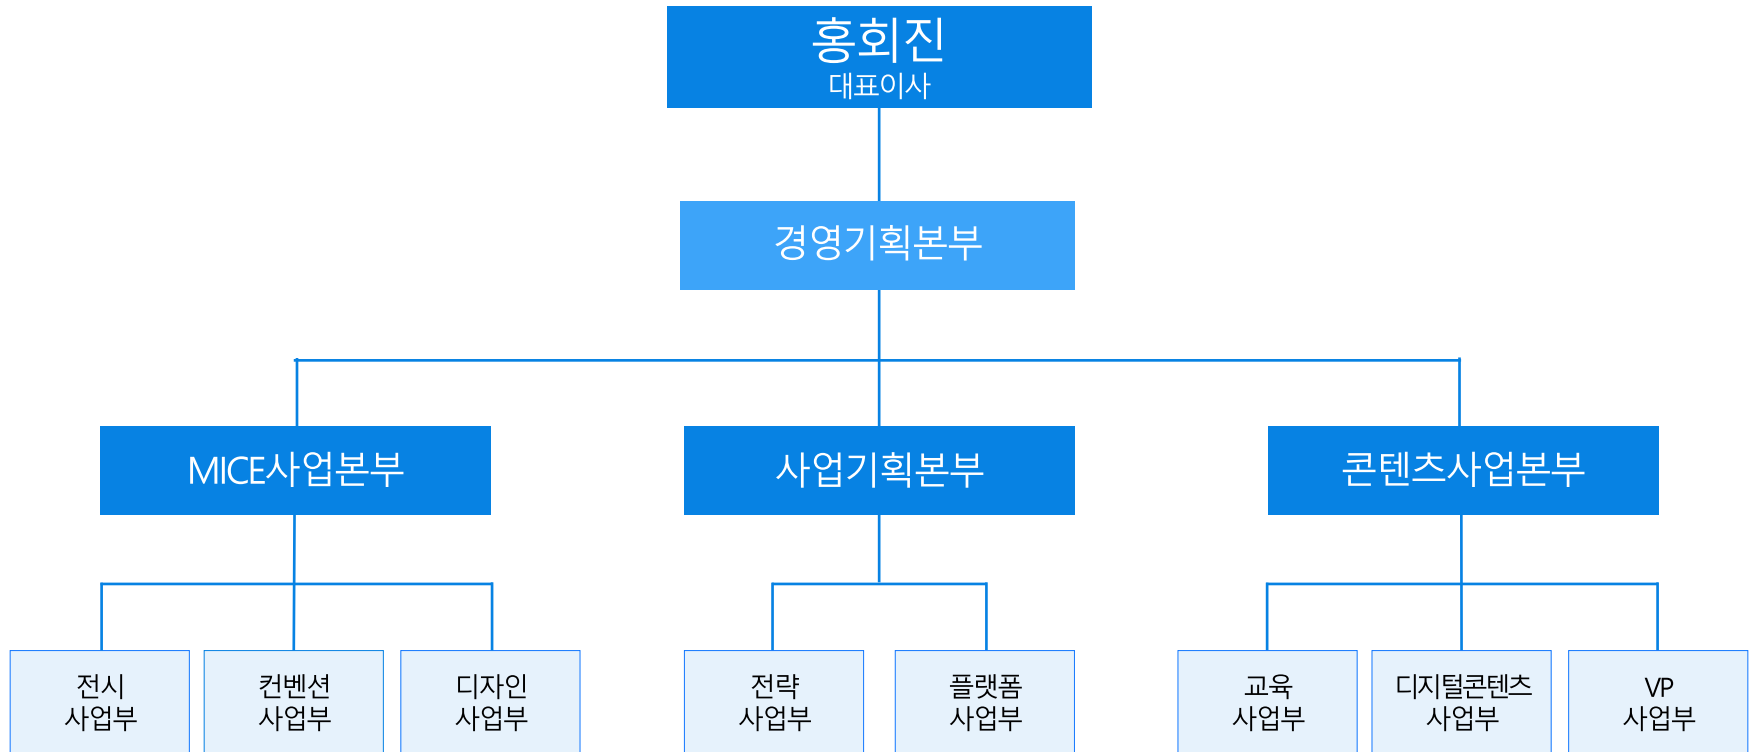 홍회진
대표이사
경영기획본부
MICE사업본부
사업기획본부
콘텐츠사업본부
전시
사업부
컨벤션
사업부
디자인
사업부
전략
사업부
플랫폼
사업부
교육
사업부
디지털콘텐츠
사업부
VP
사업부